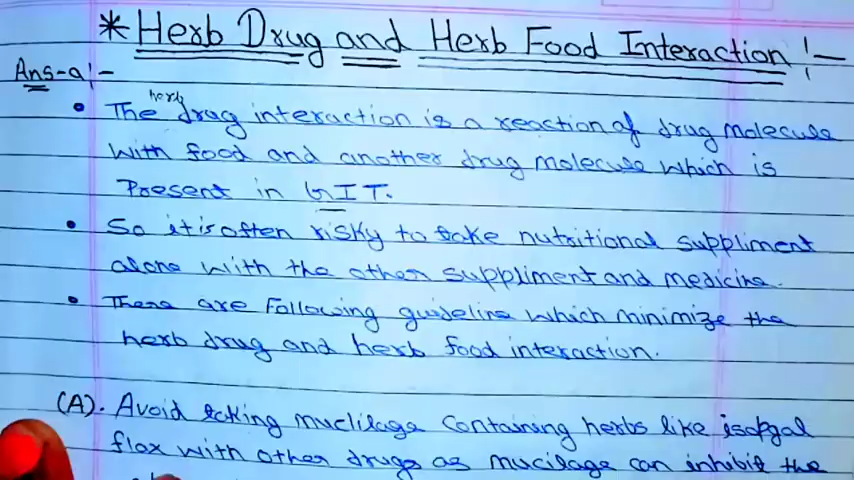 * Herb Drug and Herb Food Interaction :-
Ans-a :-
• The herb drug interaction is a reaction of drug molecule
with food and another drug molecule which is
Present in GIT.
• So it is often risky to take nutritional suppliment
alone with the other suppliment and medicine.
• There are following guideline which minimize the
herb drug and herb food interaction.
(A). Avoid taking muclilage containing herbs like
flax with other drugs as mucilage can inhibit the